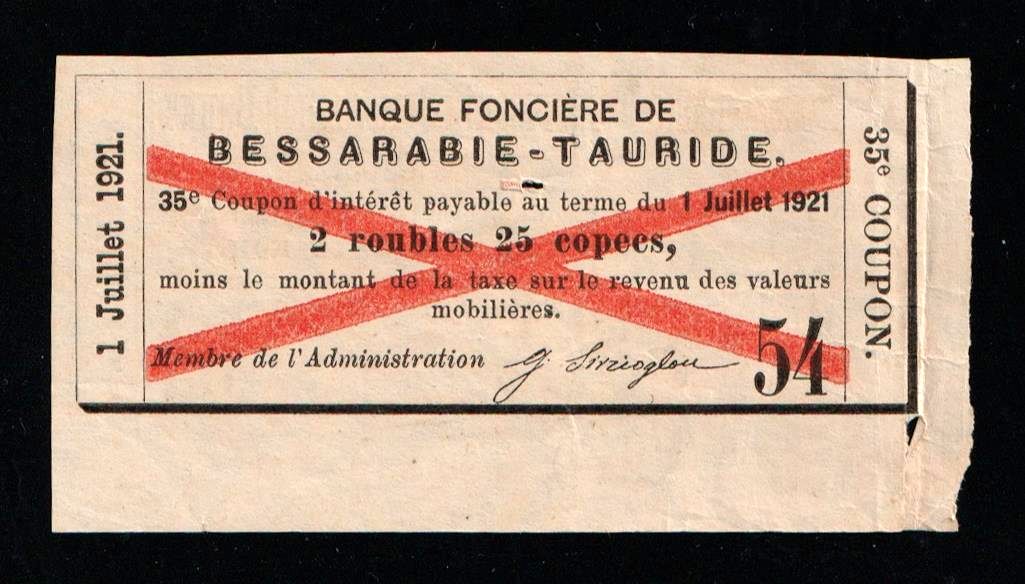 1 Juillet 1921.
BANQUE FONCIÈRE DE
BESSARABIE-TAURIDE,
35e Coupon d'intérêt payable au terme du 1 Juillet 1921
2 roubles 25 copecs,
moins le montant de la taxe sur le revenu des valeurs
mobilières.
Membre de l'Administration
54
35e COUPON.